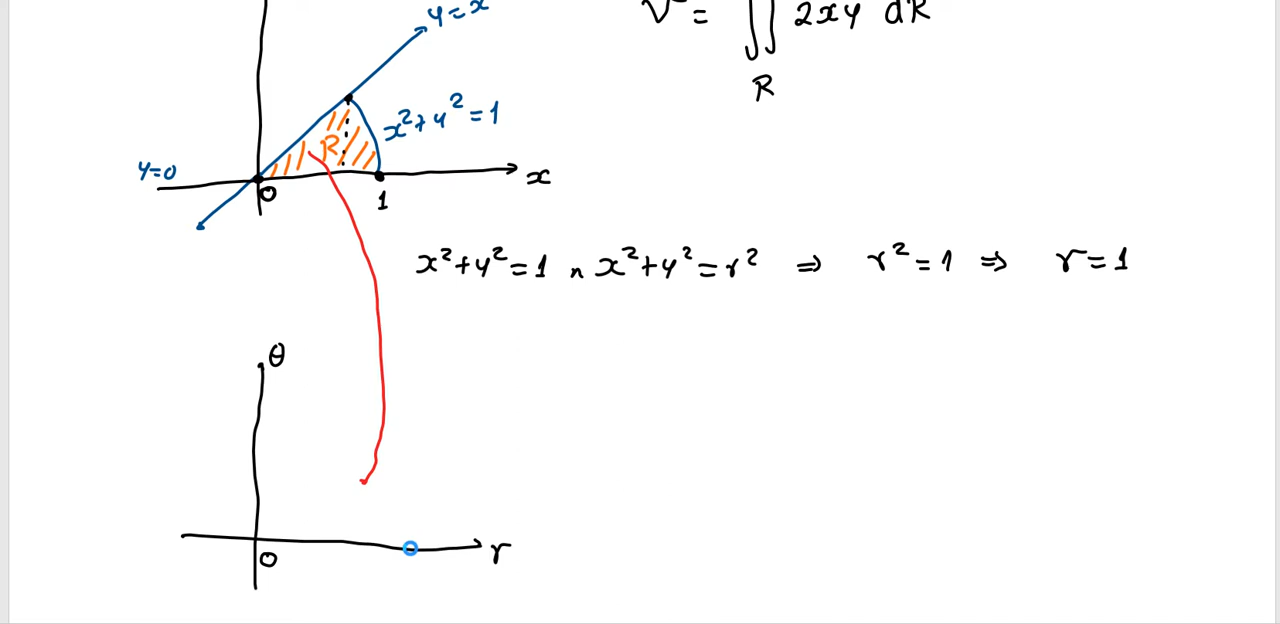 y=x
V = ∬ 2xy dR
R
x²+y²=1
R
y=0
0
1
x
x²+y²=1 ∧ x²+y²=r² ⇒ r²=1 ⇒ r=1
θ
0
r